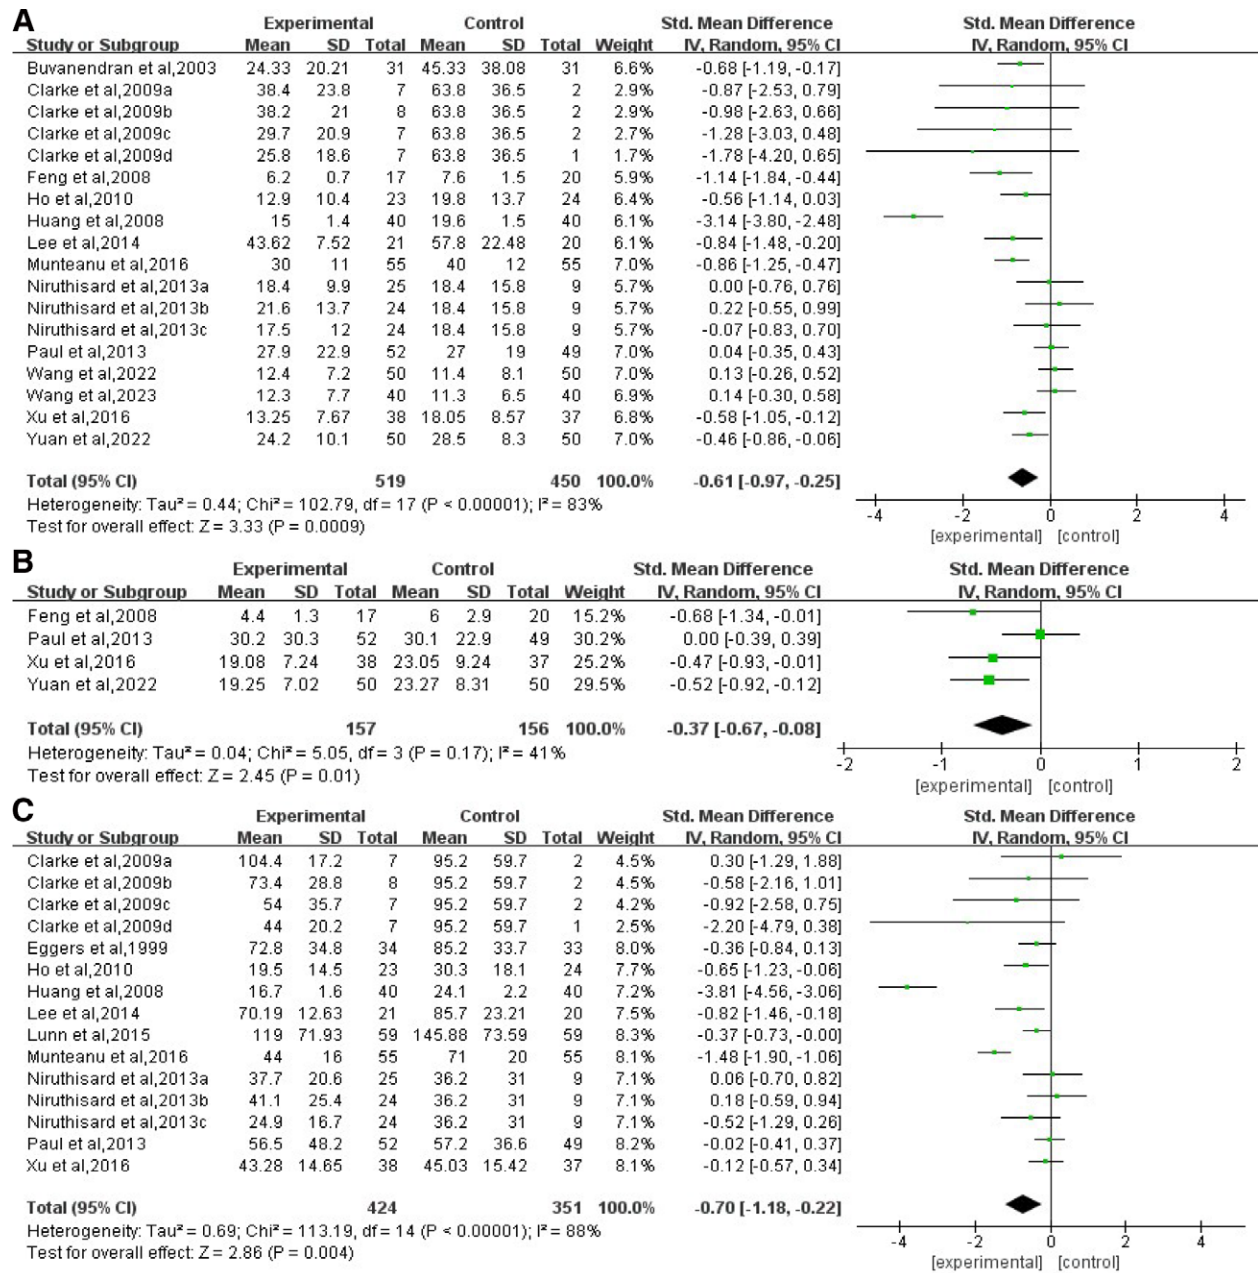 A
Experimental Control Std. Mean Difference Std. Mean Difference
Study or Subgroup Mean SD Total Mean SD Total Weight IV, Random, 95% CI IV, Random, 95% CI
Buvanendran et al,2003 24.33 20.21 31 45.33 38.08 31 6.6% -0.68 [-1.19, -0.17]
Clarke et al,2009a 38.4 23.8 7 63.8 36.5 2 2.9% -0.87 [-2.53, 0.79]
Clarke et al,2009b 38.2 21 8 63.8 36.5 2 2.9% -0.98 [-2.63, 0.66]
Clarke et al,2009c 29.7 20.9 7 63.8 36.5 2 2.7% -1.28 [-3.03, 0.48]
Clarke et al,2009d 25.8 18.6 7 63.8 36.5 1 1.7% -1.78 [-4.20, 0.65]
Feng et al,2008 6.2 0.7 17 7.6 1.5 20 5.9% -1.14 [-1.84, -0.44]
Ho et al,2010 12.9 10.4 23 19.8 13.7 24 6.4% -0.56 [-1.14, 0.03]
Huang et al,2008 15 1.4 40 19.6 1.5 40 6.1% -3.14 [-3.80, -2.48]
Lee et al,2014 43.62 7.52 21 57.8 22.48 20 6.1% -0.84 [-1.48, -0.20]
Munteanu et al,2016 30 11 55 40 12 55 7.0% -0.86 [-1.25, -0.47]
Niruthisard et al,2013a 18.4 9.9 25 18.4 15.8 9 5.7% 0.00 [-0.76, 0.76]
Niruthisard et al,2013b 21.6 13.7 24 18.4 15.8 9 5.7% 0.22 [-0.55, 0.99]
Niruthisard et al,2013c 17.5 12 24 18.4 15.8 9 5.7% -0.07 [-0.83, 0.70]
Paul et al,2013 27.9 22.9 52 27 19 49 7.0% 0.04 [-0.35, 0.43]
Wang et al,2022 12.4 7.2 50 11.4 8.1 50 7.0% 0.13 [-0.26, 0.52]
Wang et al,2023 12.3 7.7 40 11.3 6.5 40 6.9% 0.14 [-0.30, 0.58]
Xu et al,2016 13.25 7.67 38 18.05 8.57 37 6.8% -0.58 [-1.05, -0.12]
Yuan et al,2022 24.2 10.1 50 28.5 8.3 50 7.0% -0.46 [-0.86, -0.06]
Total (95% CI) 519 450 100.0% -0.61 [-0.97, -0.25]
Heterogeneity: Tau² = 0.44; Chi² = 102.79, df = 17 (P < 0.00001); I² = 83%
Test for overall effect: Z = 3.33 (P = 0.0009)
-4 -2 0 2 4
[experimental] [control]
B
Experimental Control Std. Mean Difference Std. Mean Difference
Study or Subgroup Mean SD Total Mean SD Total Weight IV, Random, 95% CI IV, Random, 95% CI
Feng et al,2008 4.4 1.3 17 6 2.9 20 15.2% -0.68 [-1.34, -0.01]
Paul et al,2013 30.2 30.3 52 30.1 22.9 49 30.2% 0.00 [-0.39, 0.39]
Xu et al,2016 19.08 7.24 38 23.05 9.24 37 25.2% -0.47 [-0.93, -0.01]
Yuan et al,2022 19.25 7.02 50 23.27 8.31 50 29.5% -0.52 [-0.92, -0.12]
Total (95% CI) 157 156 100.0% -0.37 [-0.67, -0.08]
Heterogeneity: Tau² = 0.04; Chi² = 5.05, df = 3 (P = 0.17); I² = 41%
Test for overall effect: Z = 2.45 (P = 0.01)
-2 -1 0 1 2
[experimental] [control]
C
Experimental Control Std. Mean Difference Std. Mean Difference
Study or Subgroup Mean SD Total Mean SD Total Weight IV, Random, 95% CI IV, Random, 95% CI
Clarke et al,2009a 104.4 17.2 7 95.2 59.7 2 4.5% 0.30 [-1.29, 1.88]
Clarke et al,2009b 73.4 28.8 8 95.2 59.7 2 4.5% -0.58 [-2.16, 1.01]
Clarke et al,2009c 54 35.7 7 95.2 59.7 2 4.2% -0.92 [-2.58, 0.75]
Clarke et al,2009d 44 20.2 7 95.2 59.7 1 2.5% -2.20 [-4.79, 0.38]
Eggers et al,1999 72.8 34.8 34 85.2 33.7 33 8.0% -0.36 [-0.84, 0.13]
Ho et al,2010 19.5 14.5 23 30.3 18.1 24 7.7% -0.65 [-1.23, -0.06]
Huang et al,2008 16.7 1.6 40 24.1 2.2 40 7.2% -3.81 [-4.56, -3.06]
Lee et al,2014 70.19 12.63 21 85.7 23.21 20 7.5% -0.82 [-1.46, -0.18]
Lunn et al,2015 119 71.93 59 145.88 73.59 59 8.3% -0.37 [-0.73, -0.00]
Munteanu et al,2016 44 16 55 71 20 55 8.1% -1.48 [-1.90, -1.06]
Niruthisard et al,2013a 37.7 20.6 25 36.2 31 9 7.1% 0.06 [-0.70, 0.82]
Niruthisard et al,2013b 41.1 25.4 24 36.2 31 9 7.1% 0.18 [-0.59, 0.94]
Niruthisard et al,2013c 24.9 16.7 24 36.2 31 9 7.1% -0.52 [-1.29, 0.26]
Paul et al,2013 56.5 48.2 52 57.2 36.6 49 8.2% -0.02 [-0.41, 0.37]
Xu et al,2016 43.28 14.65 38 45.03 15.42 37 8.1% -0.12 [-0.57, 0.34]
Total (95% CI) 424 351 100.0% -0.70 [-1.18, -0.22]
Heterogeneity: Tau² = 0.69; Chi² = 113.19, df = 14 (P < 0.00001); I² = 88%
Test for overall effect: Z = 2.86 (P = 0.004)
-4 -2 0 2 4
[experimental] [control]